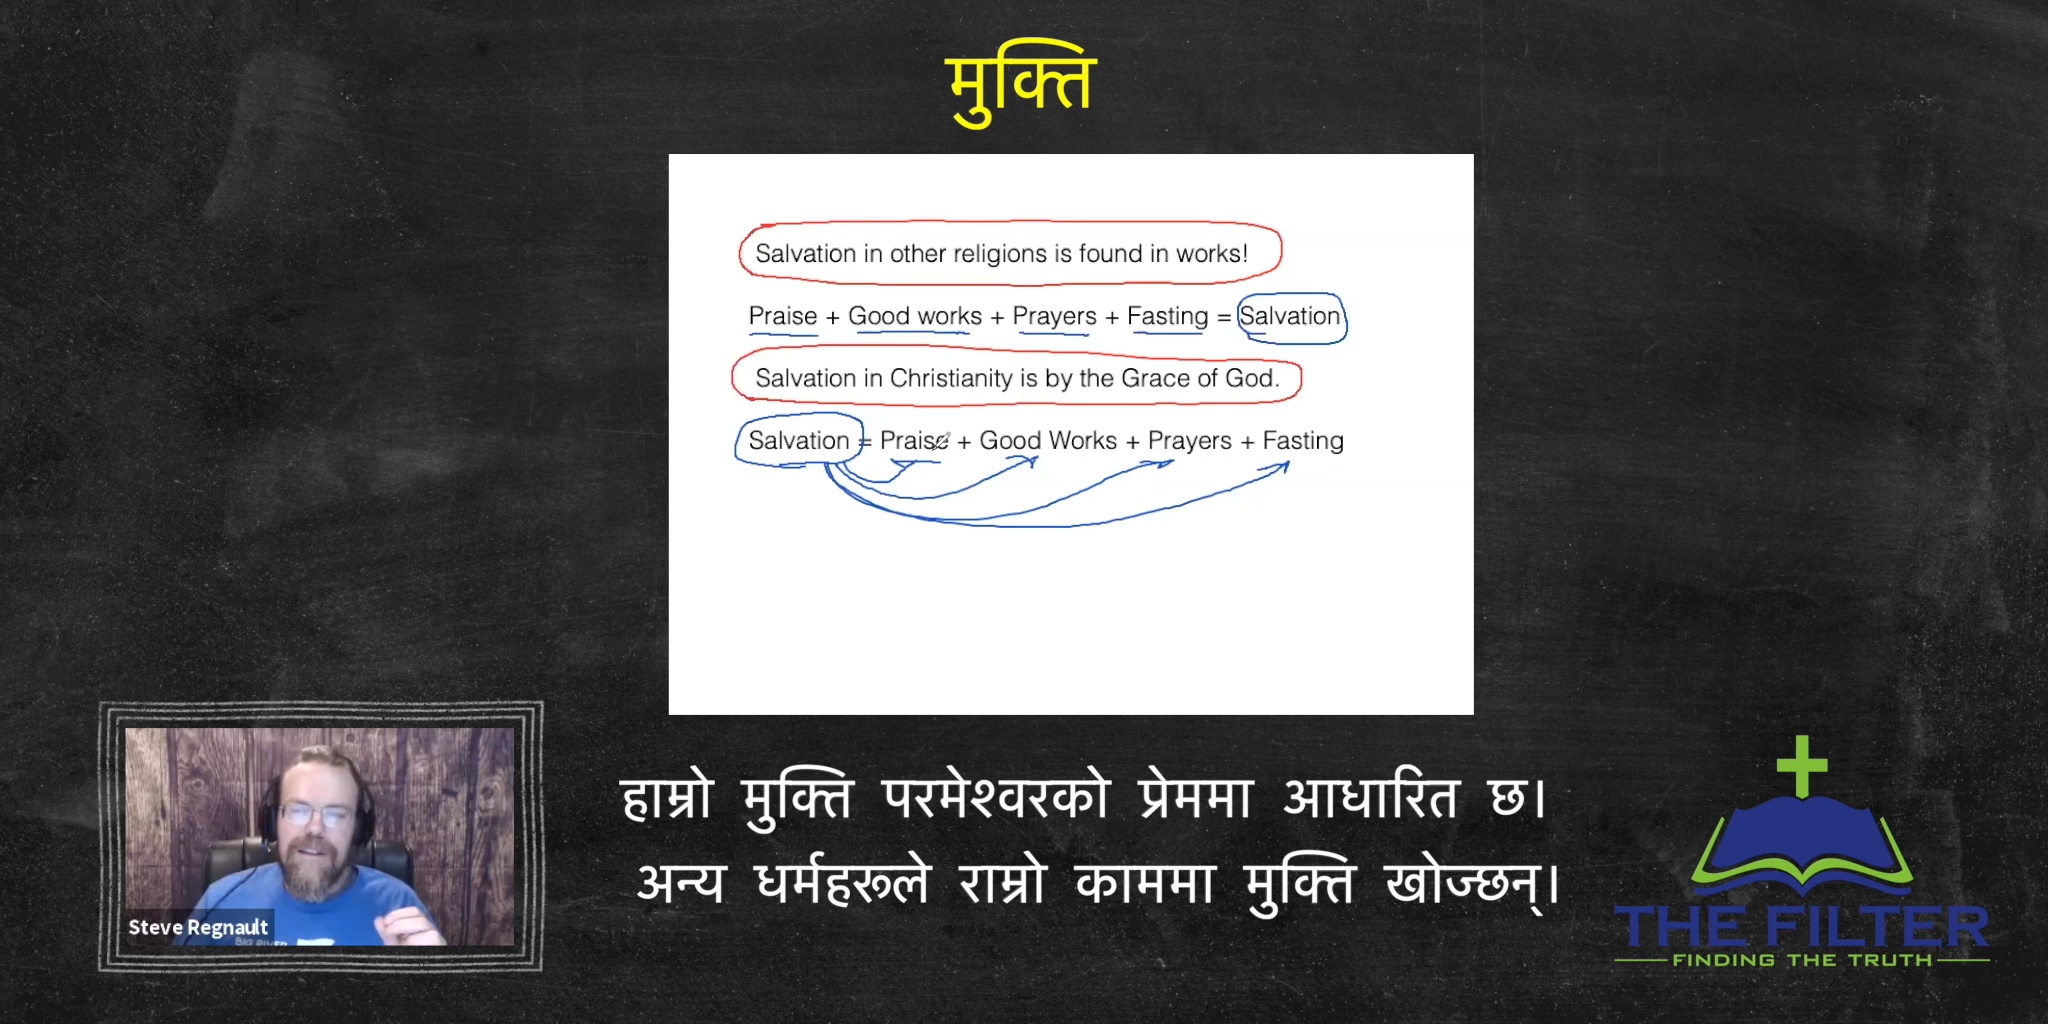 मुक्ति
Salvation in other religions is found in works!
Praise + Good works + Prayers + Fasting = Salvation
Salvation in Christianity is by the Grace of God.
Salvation = Praise + Good Works + Prayers + Fasting
हाम्रो मुक्ति परमेश्वरको प्रेममा आधारित छ।
अन्य धर्महरूले राम्रो काममा मुक्ति खोज्छन्।
Steve Regnault
BIG RIVER
THE FILTER
FINDING THE TRUTH